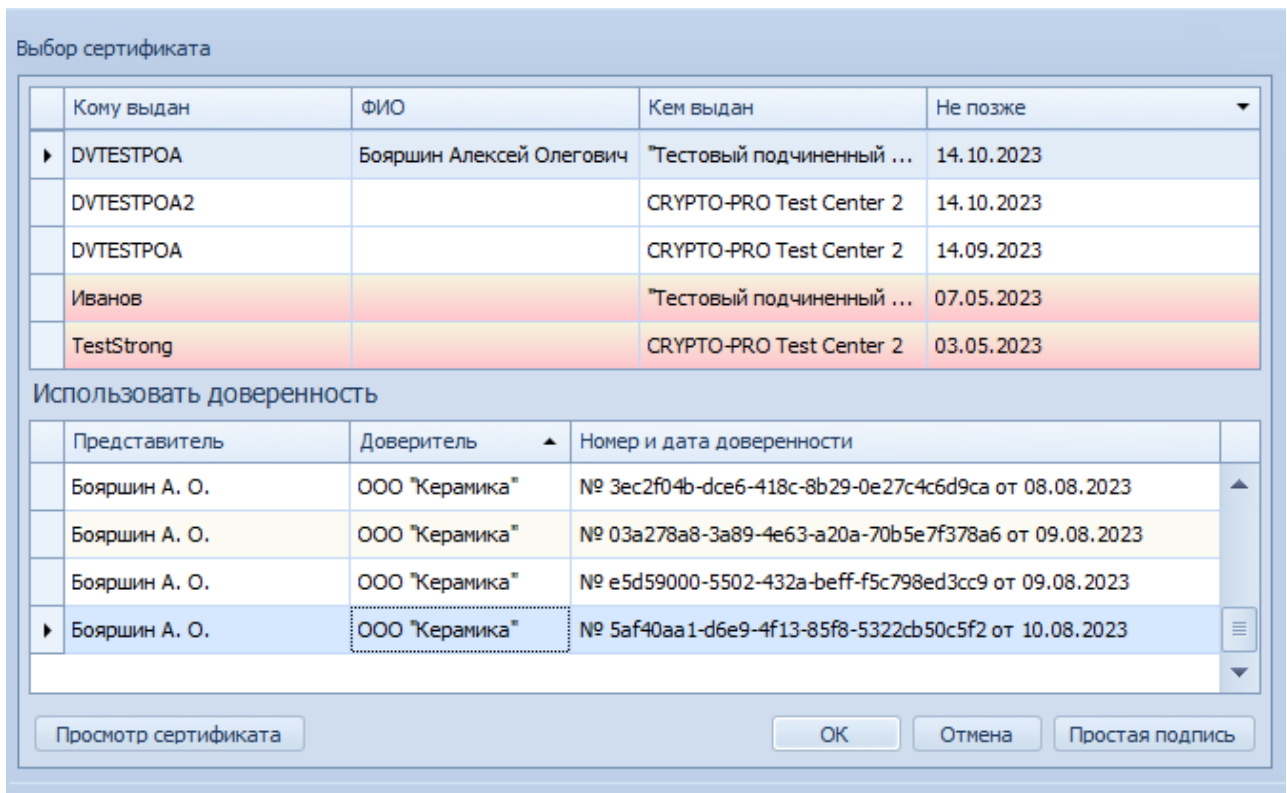 Выбор сертификата
Кому выдан ФИО Кем выдан Не позже
DVTESTPOA Бояршин Алексей Олегович "Тестовый подчиненный ... 14.10.2023
DVTESTPOA2 CRYPTO-PRO Test Center 2 14.10.2023
DVTESTPOA CRYPTO-PRO Test Center 2 14.09.2023
Иванов "Тестовый подчиненный ... 07.05.2023
TestStrong CRYPTO-PRO Test Center 2 03.05.2023
Использовать доверенность
Представитель Доверитель Номер и дата доверенности
Бояршин А. О. ООО "Керамика" № 3ec2f04b-dce6-418c-8b29-0e27c4c6d9ca от 08.08.2023
Бояршин А. О. ООО "Керамика" № 03a278a8-3a89-4e63-a20a-70b5e7f378a6 от 09.08.2023
Бояршин А. О. ООО "Керамика" № e5d59000-5502-432a-beff-f5c798ed3cc9 от 09.08.2023
Бояршин А. О. ООО "Керамика" № 5af40aa1-d6e9-4f13-85f8-5322cb50c5f2 от 10.08.2023
Просмотр сертификата ОК Отмена Простая подпись